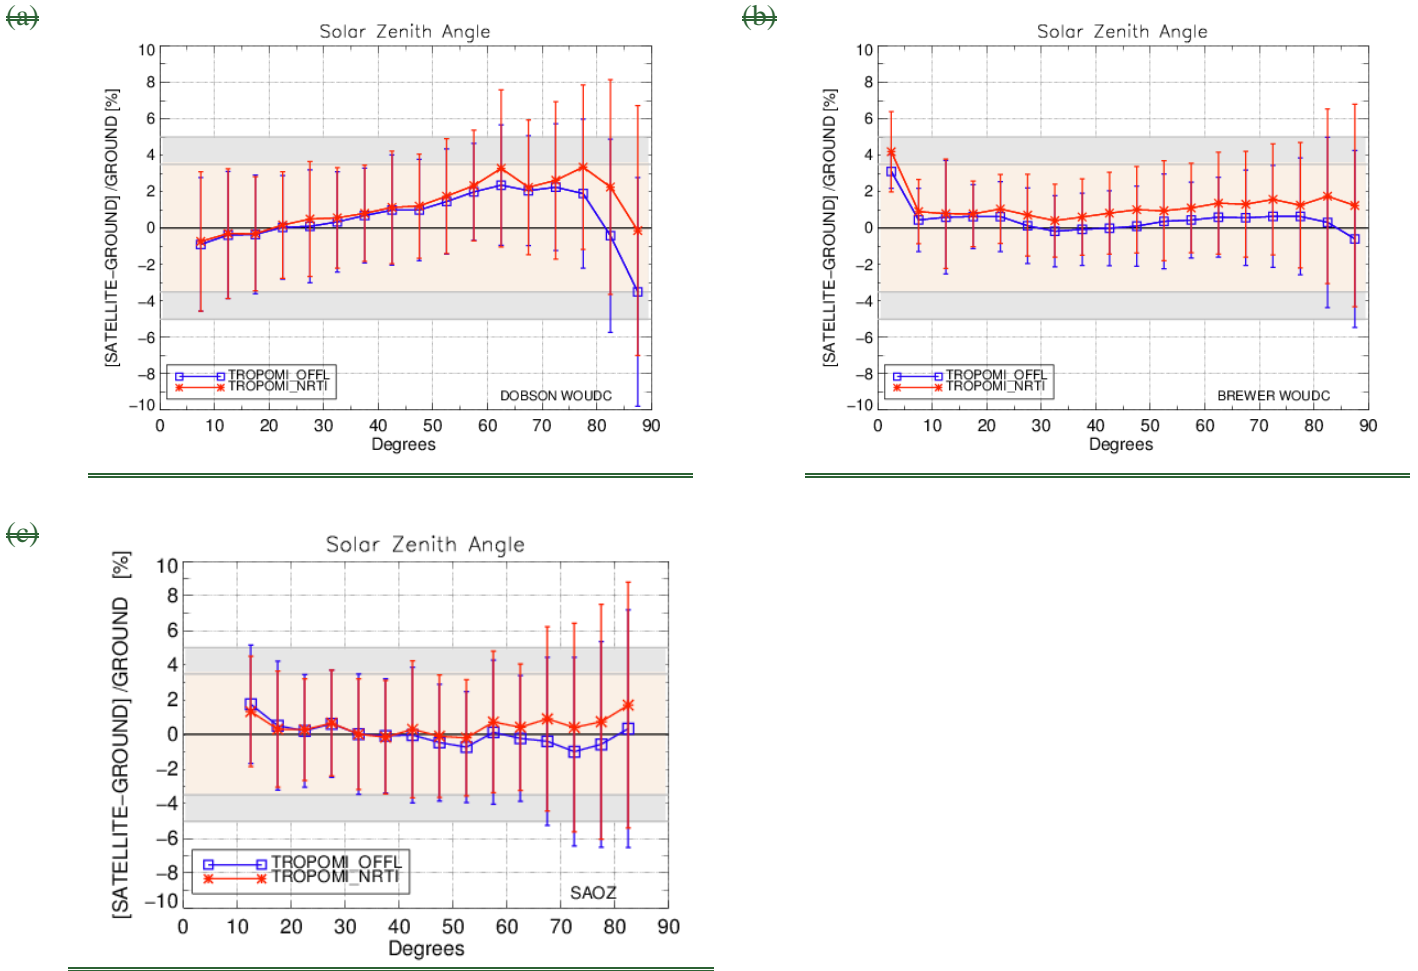 (a)
Solar Zenith Angle
[SATELLITE-GROUND] /GROUND [%]
10
8
6
4
2
0
-2
-4
-6
-8
-10
TROPOMI_OFFL
TROPOMI_NRTI
DOBSON WOUDC
0 10 20 30 40 50 60 70 80 90
Degrees
(b)
Solar Zenith Angle
[SATELLITE-GROUND] /GROUND [%]
10
8
6
4
2
0
-2
-4
-6
-8
-10
TROPOMI_OFFL
TROPOMI_NRTI
BREWER WOUDC
0 10 20 30 40 50 60 70 80 90
Degrees
(c)
Solar Zenith Angle
[SATELLITE-GROUND] /GROUND [%]
10
8
6
4
2
0
-2
-4
-6
-8
-10
TROPOMI_OFFL
TROPOMI_NRTI
SAOZ
0 10 20 30 40 50 60 70 80 90
Degrees